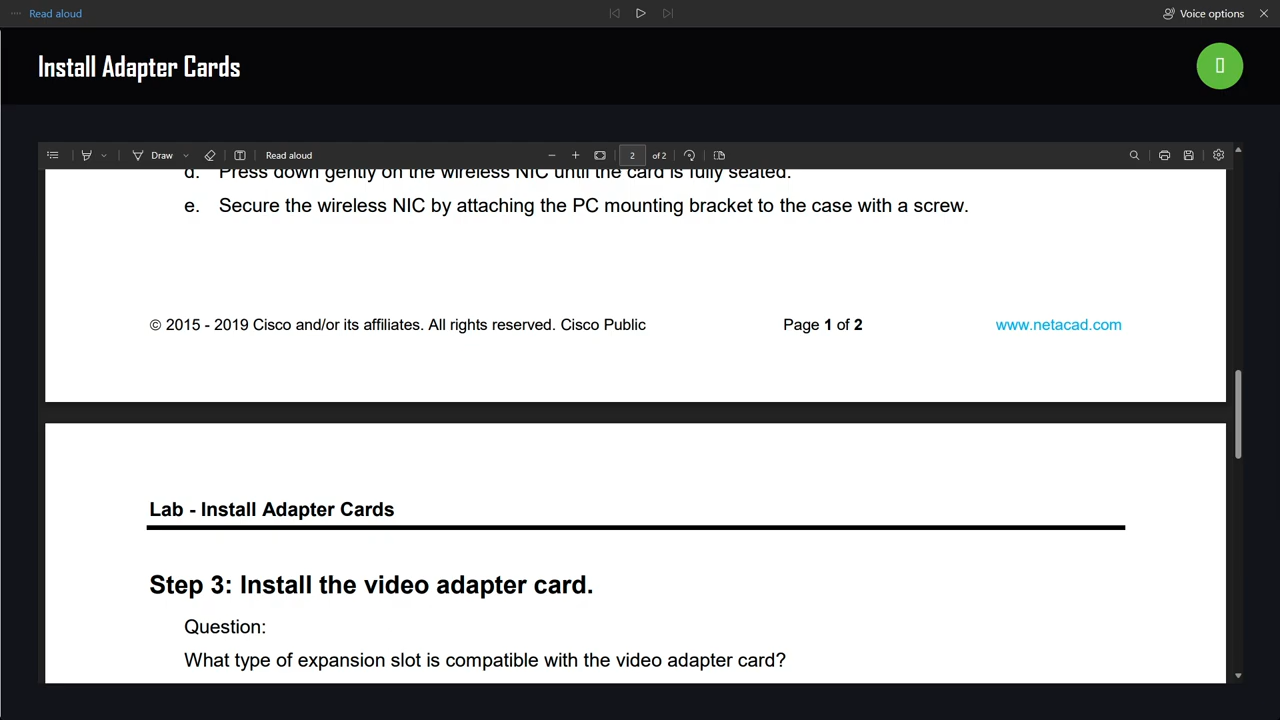 Read aloud
Voice options
Install Adapter Cards
Draw
Read aloud
2 of 2
d. Press down gently on the wireless NIC until the card is fully seated.
e. Secure the wireless NIC by attaching the PC mounting bracket to the case with a screw.
© 2015 - 2019 Cisco and/or its affiliates. All rights reserved. Cisco Public Page 1 of 2 www.netacad.com
Lab - Install Adapter Cards
Step 3: Install the video adapter card.
Question:
What type of expansion slot is compatible with the video adapter card?